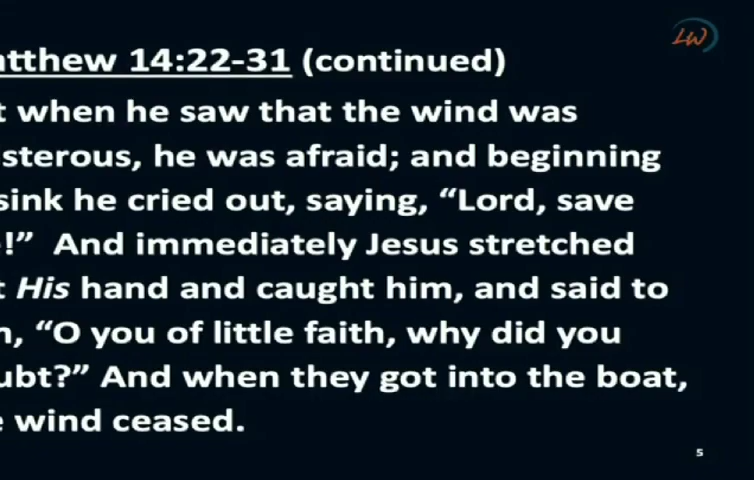 LW
atthew 14:22-31 (continued)
t when he saw that the wind was
sterous, he was afraid; and beginning
sink he cried out, saying, “Lord, save
!” And immediately Jesus stretched
t His hand and caught him, and said to
, “O you of little faith, why did you
ubt?” And when they got into the boat,
e wind ceased.
5